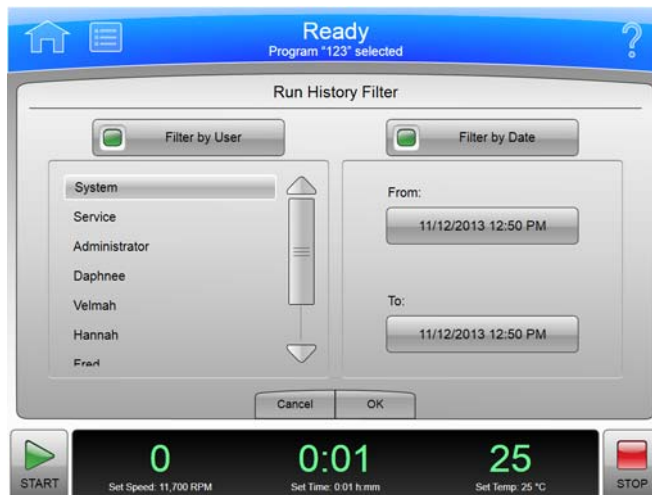 Ready
Program "123" selected
Run History Filter
Filter by User
Filter by Date
System
Service
Administrator
Daphnee
Velmah
Hannah
Fred
From:
11/12/2013 12:50 PM
To:
11/12/2013 12:50 PM
Cancel
OK
START
0
Set Speed: 11,700 RPM
0:01
Set Time: 0:01 h:mm
25
Set Temp: 25 °C
STOP